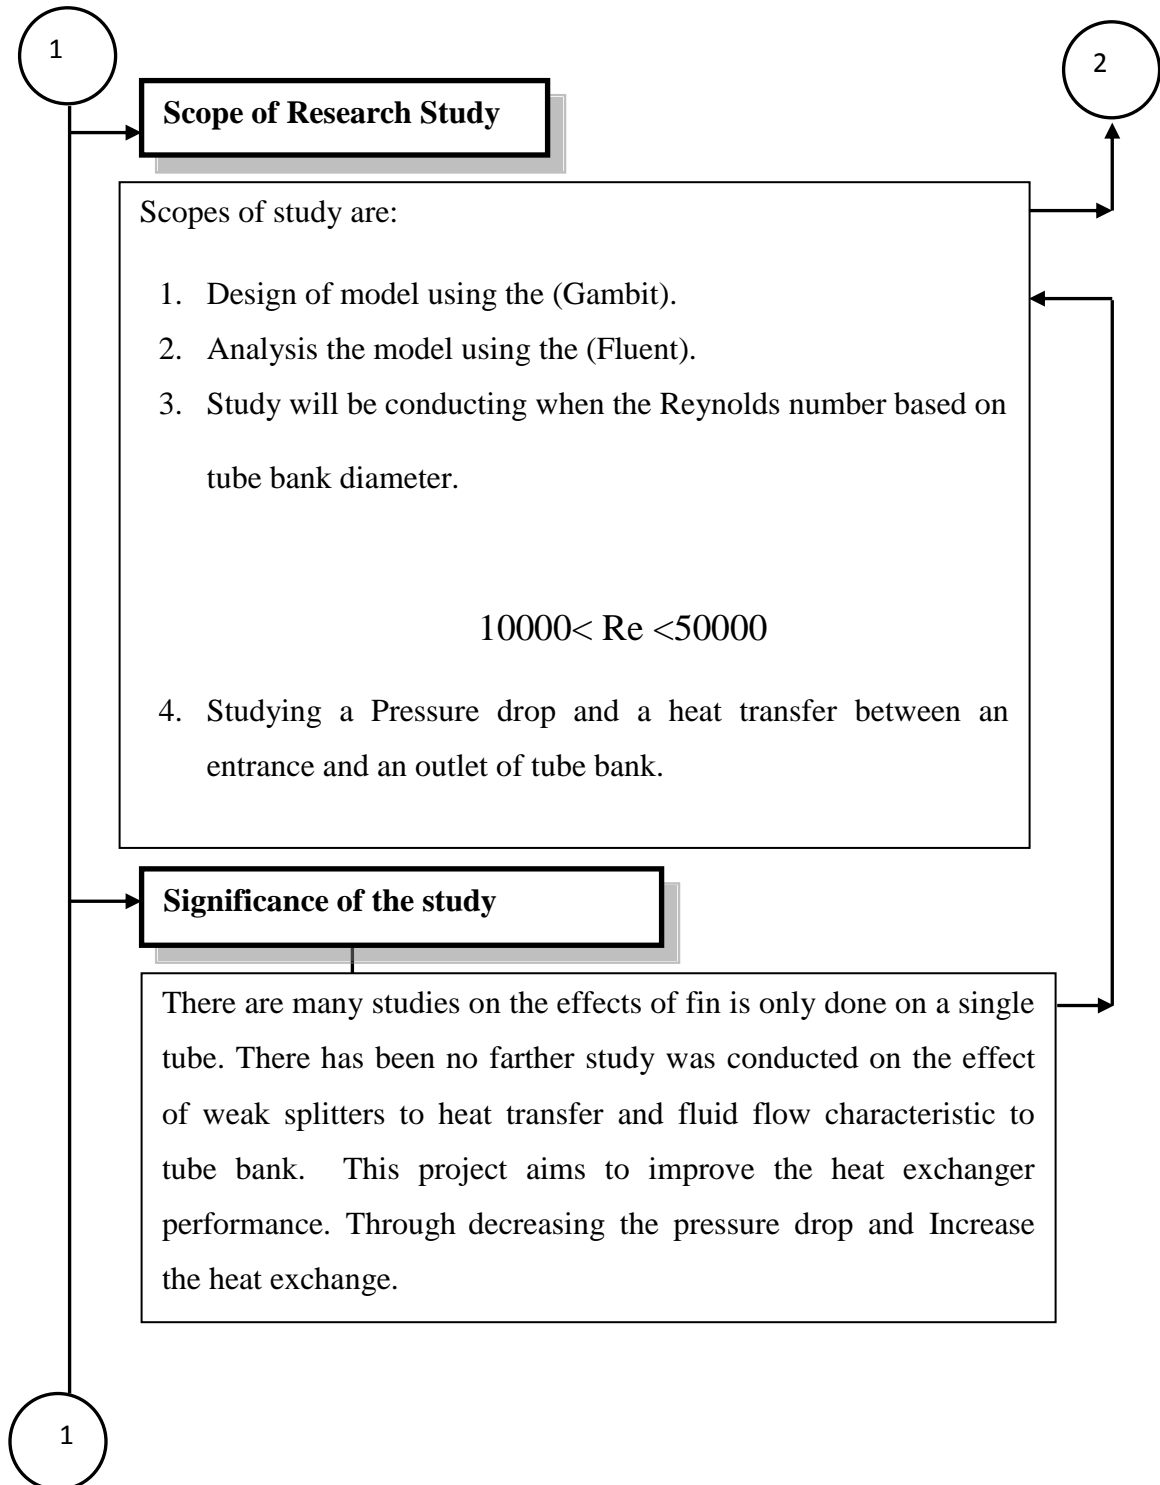 1
2
Scope of Research Study
Scopes of study are:
1. Design of model using the (Gambit).
2. Analysis the model using the (Fluent).
3. Study will be conducting when the Reynolds number based on
tube bank diameter.
10000< Re <50000
4. Studying a Pressure drop and a heat transfer between an
entrance and an outlet of tube bank.
Significance of the study
There are many studies on the effects of fin is only done on a single
tube. There has been no farther study was conducted on the effect
of weak splitters to heat transfer and fluid flow characteristic to
tube bank.  This project aims to improve the heat exchanger
performance. Through decreasing the pressure drop and Increase
the heat exchange.
1